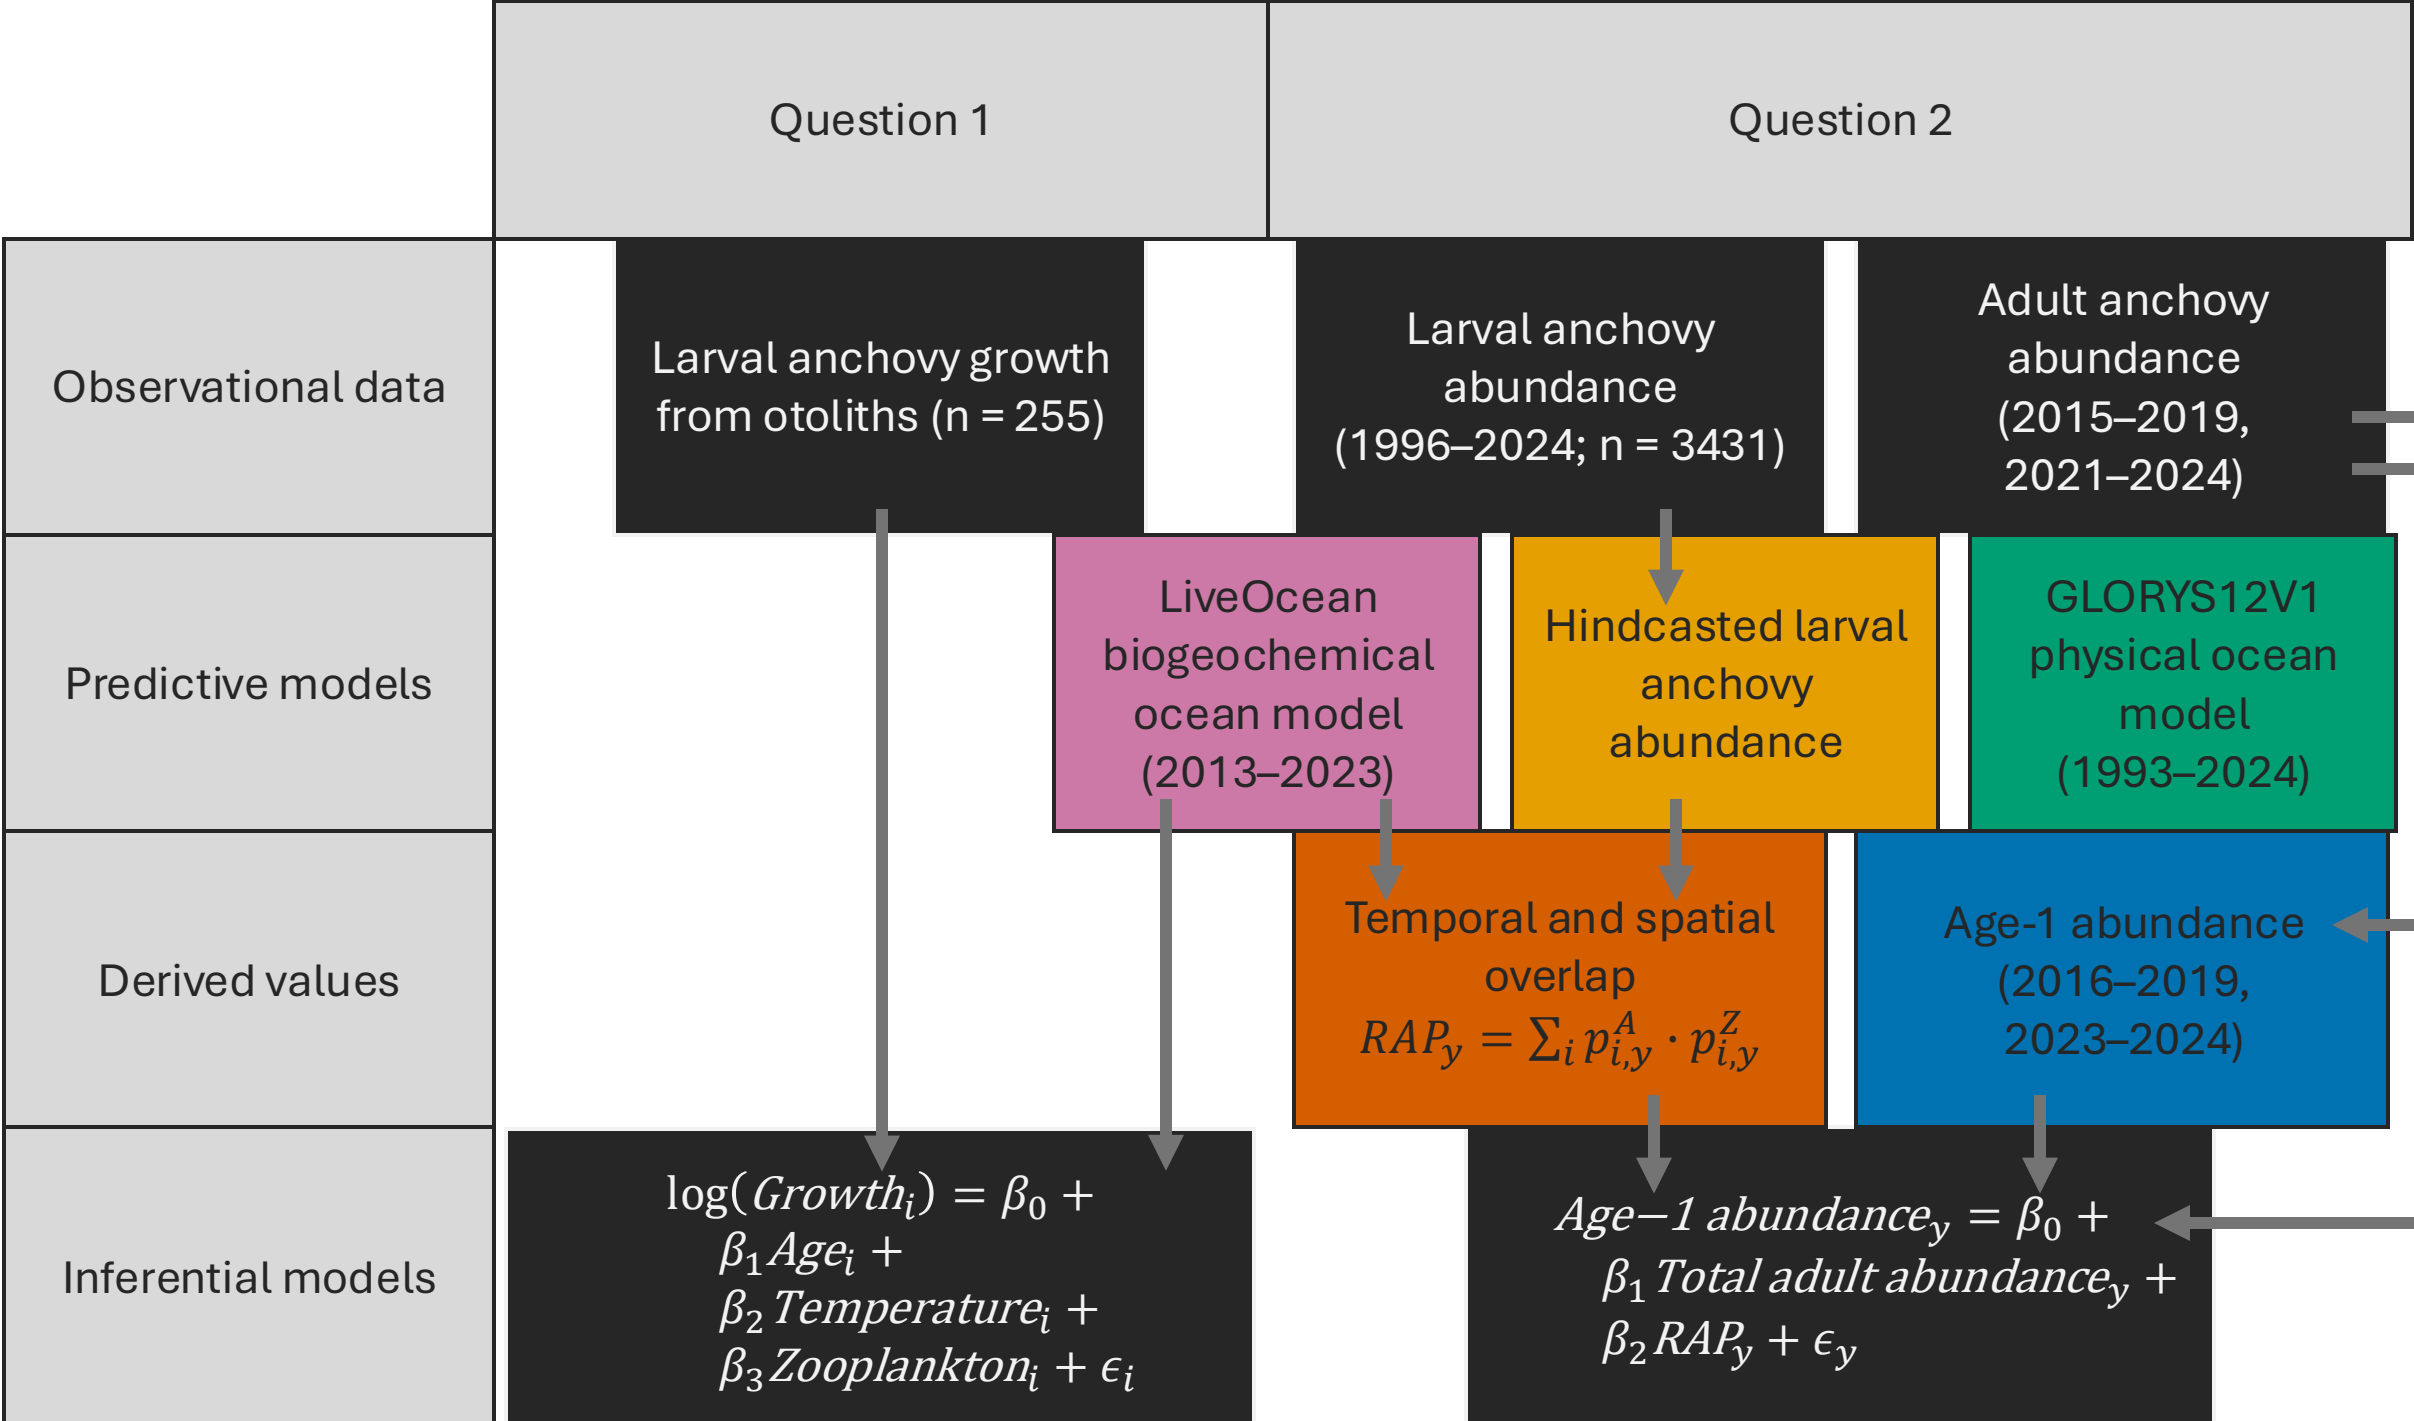 Question 1
Question 2
Observational data
Larval anchovy growth
from otoliths (n = 255)
Larval anchovy
abundance
(1996–2024; n = 3431)
Adult anchovy
abundance
(2015–2019,
2021–2024)
Predictive models
LiveOcean
biogeochemical
ocean model
(2013–2023)
Hindcasted larval
anchovy
abundance
GLORYS12V1
physical ocean
model
(1993–2024)
Derived values
Temporal and spatial
overlap
RAP_y = ∑_i p^A_{i,y} · p^Z_{i,y}
Age-1 abundance
(2016–2019,
2023–2024)
Inferential models
log(Growth_i) = β_0 +
β_1 Age_i +
β_2 Temperature_i +
β_3 Zooplankton_i + ϵ_i
Age−1 abundance_y = β_0 +
β_1 Total adult abundance_y +
β_2 RAP_y + ϵ_y